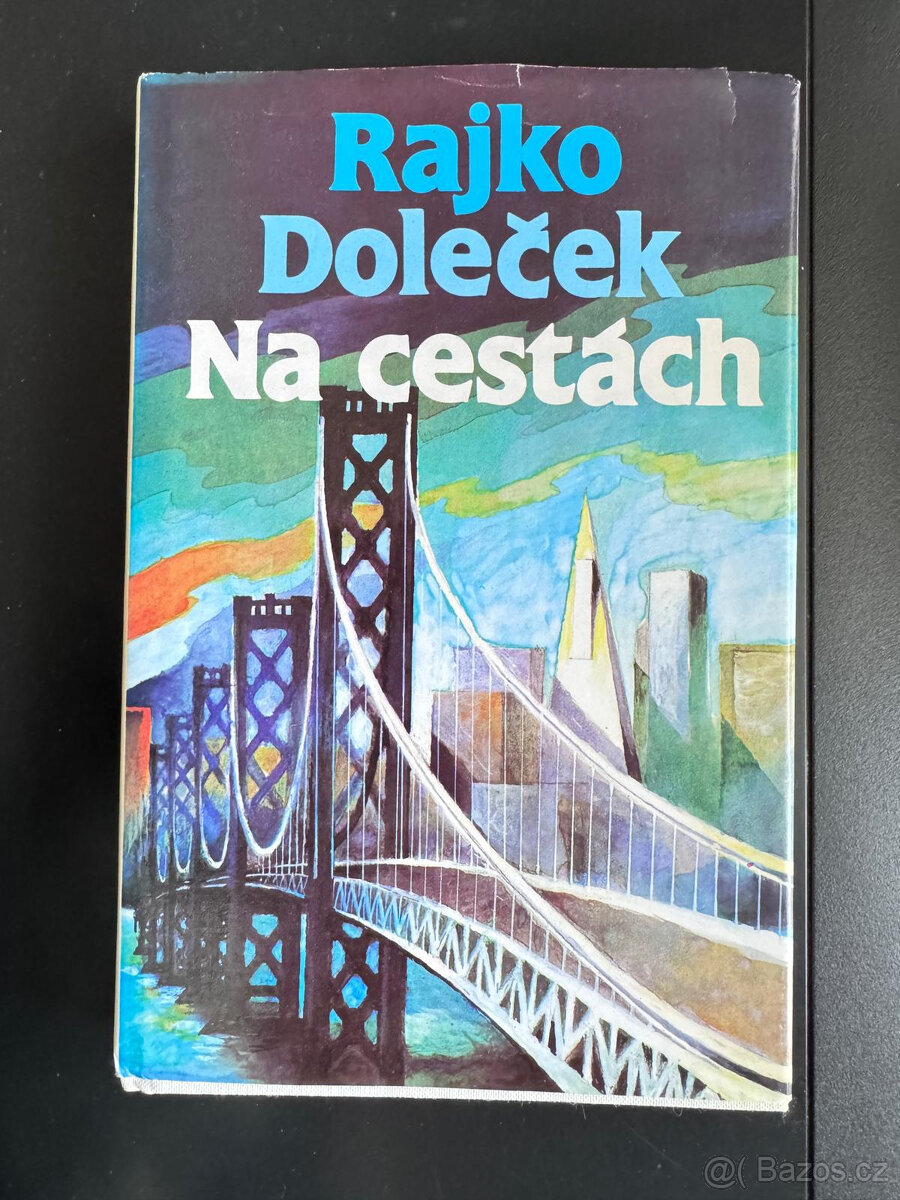 Rajko
Doleček
Na cestách
@( Bazos.cz